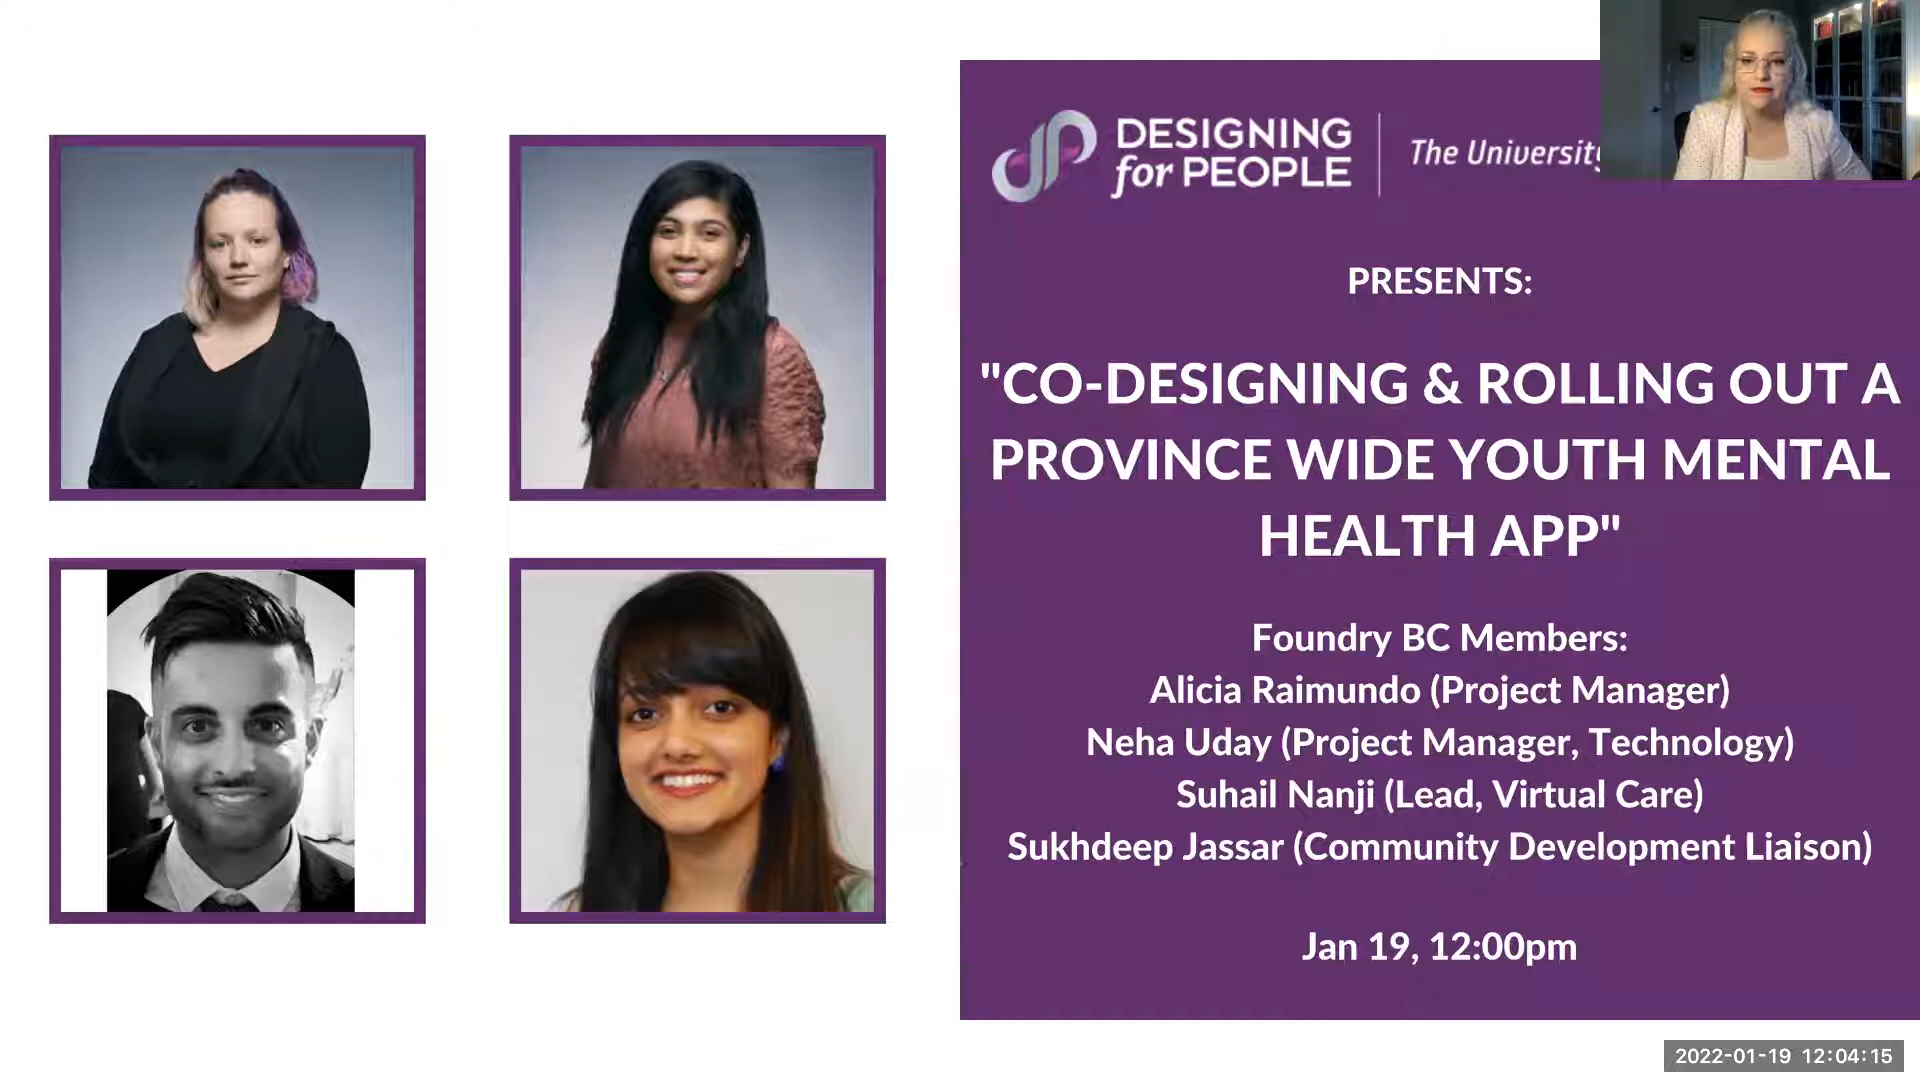 DESIGNING
for PEOPLE
The University
PRESENTS:
"CO-DESIGNING & ROLLING OUT A
PROVINCE WIDE YOUTH MENTAL
HEALTH APP"
Foundry BC Members:
Alicia Raimundo (Project Manager)
Neha Uday (Project Manager, Technology)
Suhail Nanji (Lead, Virtual Care)
Sukhdeep Jassar (Community Development Liaison)
Jan 19, 12:00pm
2022-01-19 12:04:15